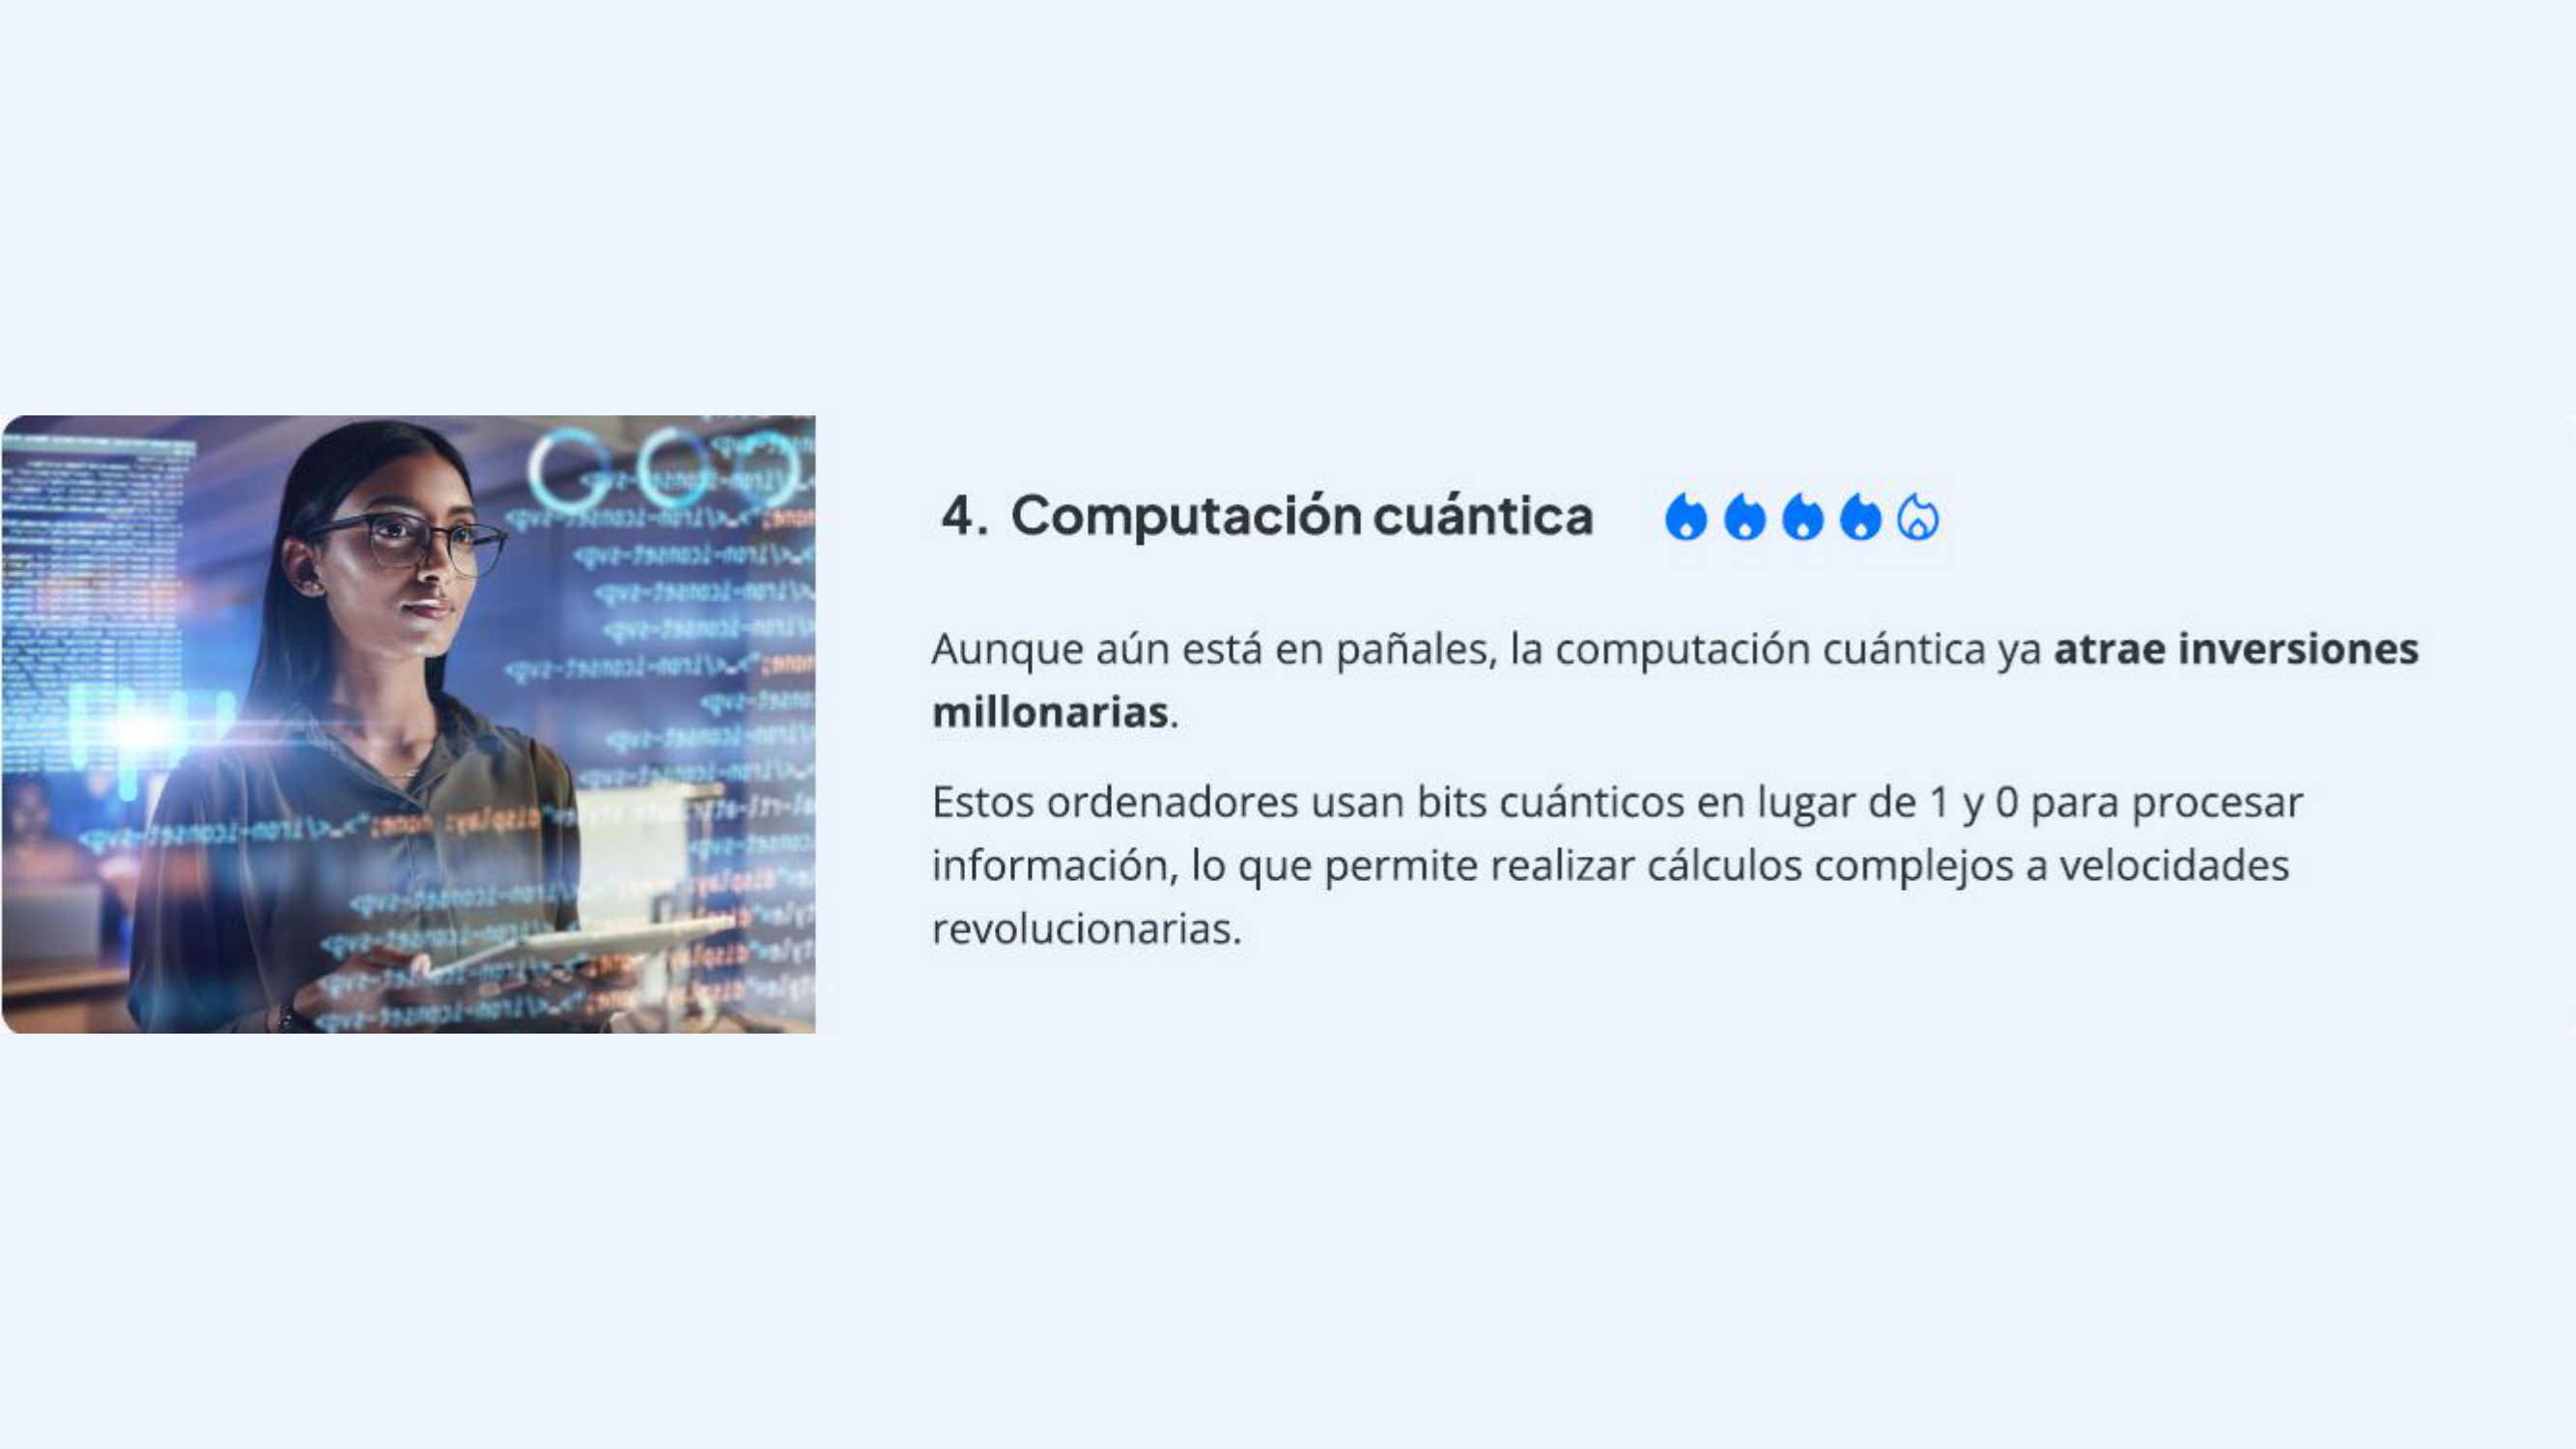 4. Computación cuántica
Aunque aún está en pañales, la computación cuántica ya atrae inversiones
millonarias.
Estos ordenadores usan bits cuánticos en lugar de 1 y 0 para procesar
información, lo que permite realizar cálculos complejos a velocidades
revolucionarias.